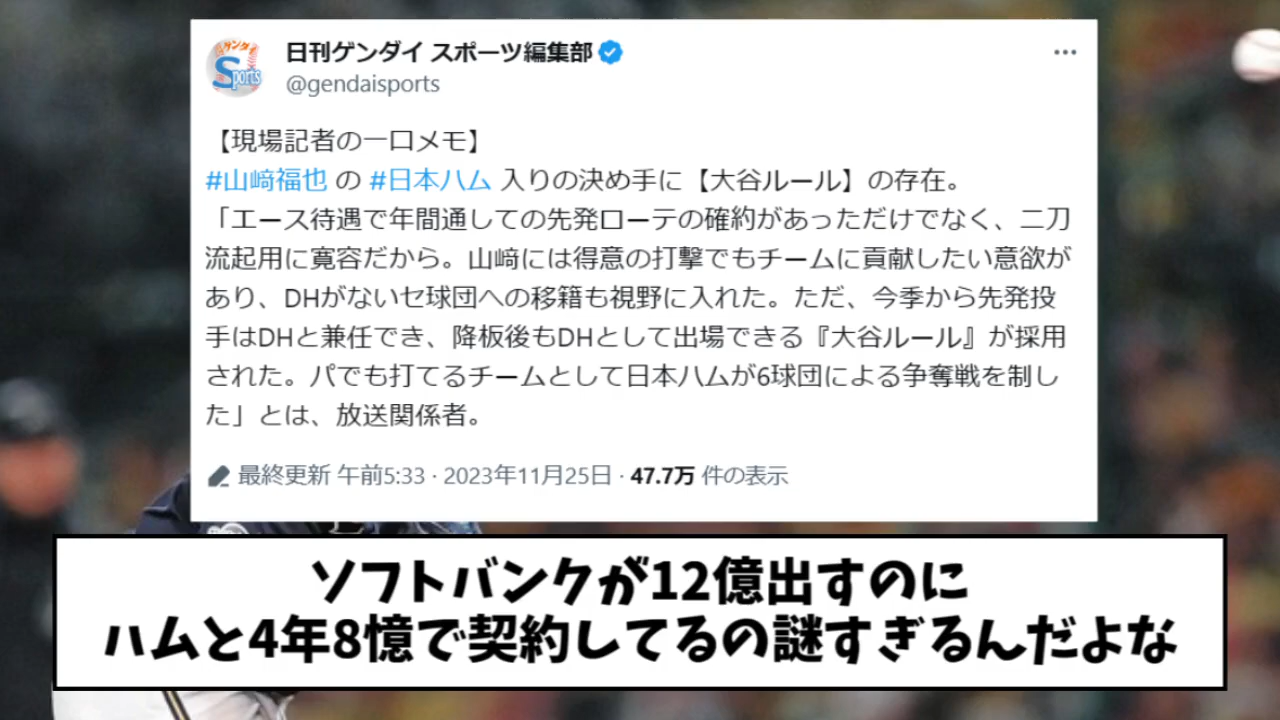 日刊ゲンダイ スポーツ編集部
@gendaisports
【現場記者の一口メモ】
#山﨑福也 の #日本ハム 入りの決め手に【大谷ルール】の存在。
「エース待遇で年間通しての先発ローテの確約があっただけでなく、二刀
流起用に寛容だから。山﨑には得意の打撃でもチームに貢献したい意欲が
あり、DHがないセ球団への移籍も視野に入れた。ただ、今季から先発投
手はDHと兼任でき、降板後もDHとして出場できる『大谷ルール』が採用
された。パでも打てるチームとして日本ハムが6球団による争奪戦を制し
た」とは、放送関係者。
最終更新 午前5:33 · 2023年11月25日 · 47.7万 件の表示
ソフトバンクが12億出すのに
ハムと4年8憶で契約してるの謎すぎるんだよな